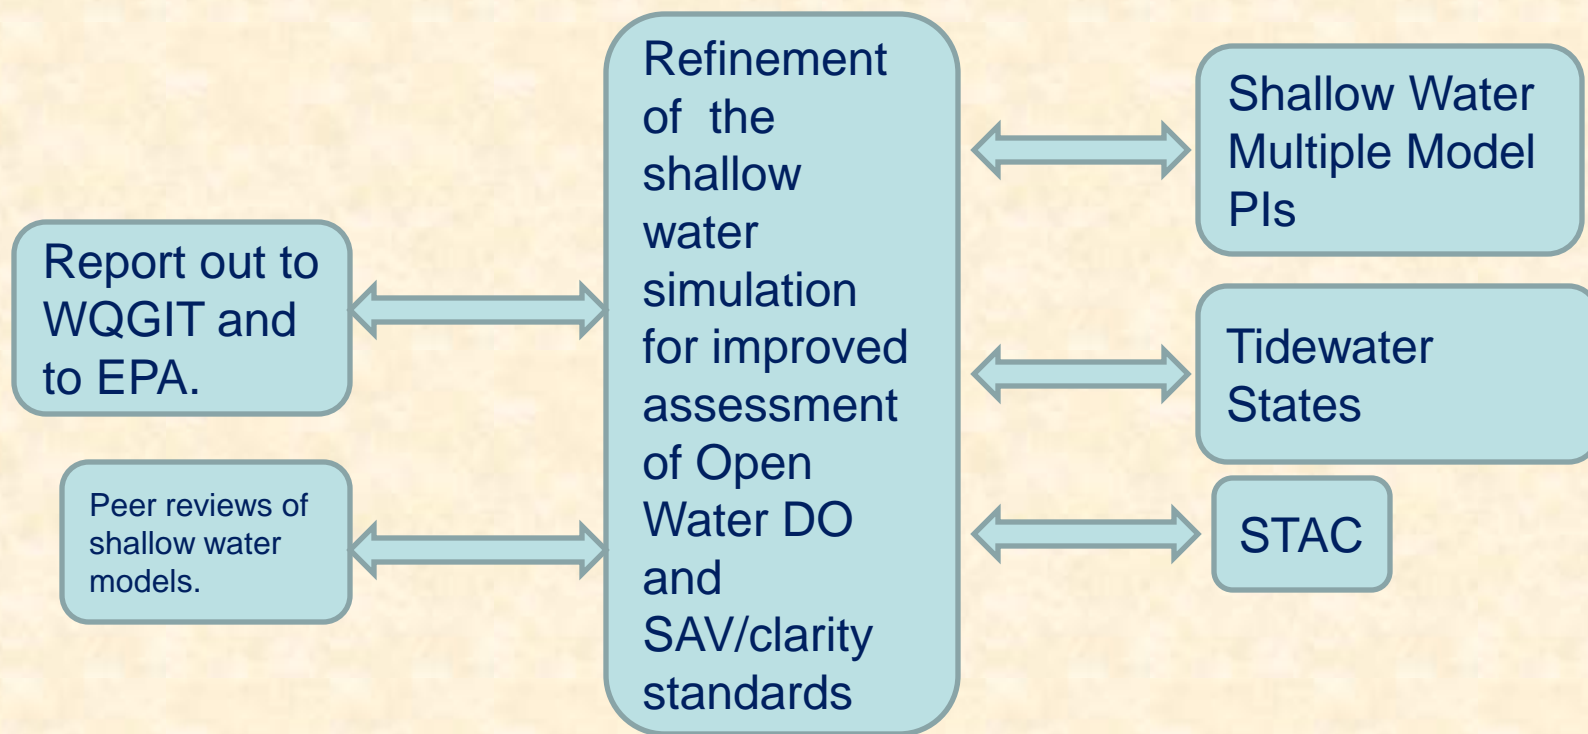 Report out to
WQGIT and
to EPA.
Peer reviews of
shallow water
models.
Refinement
of  the
shallow
water
simulation
for improved
assessment
of Open
Water DO
and
SAV/clarity
standards
Shallow Water
Multiple Model
PIs
Tidewater
States
STAC